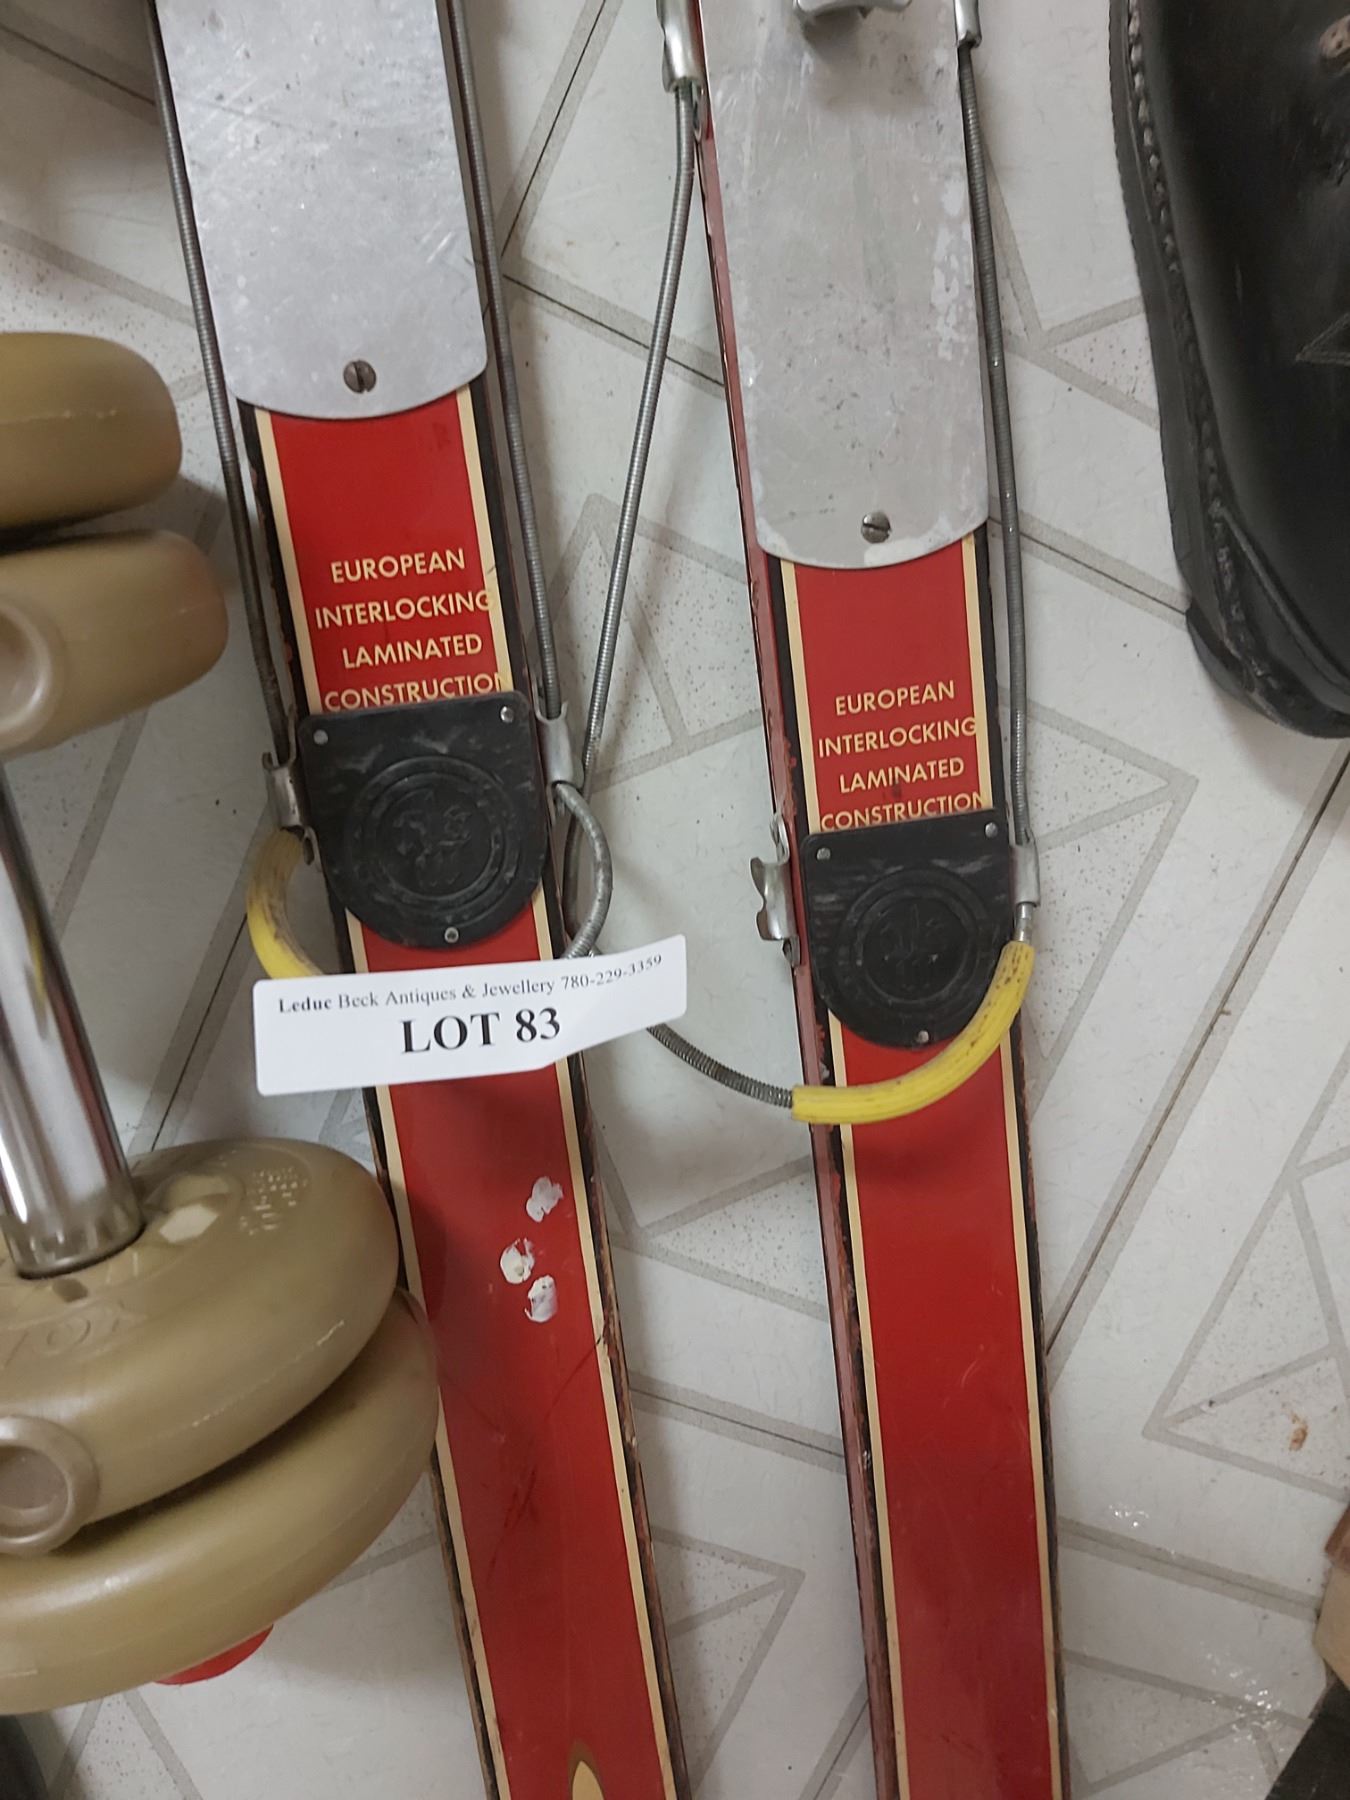 EUROPEAN
INTERLOCKING
LAMINATED
CONSTRUCTION
EUROPEAN
INTERLOCKING
LAMINATED
CONSTRUCTION
Leduc Beck Antiques & Jewellery 780-229-3359
LOT 83